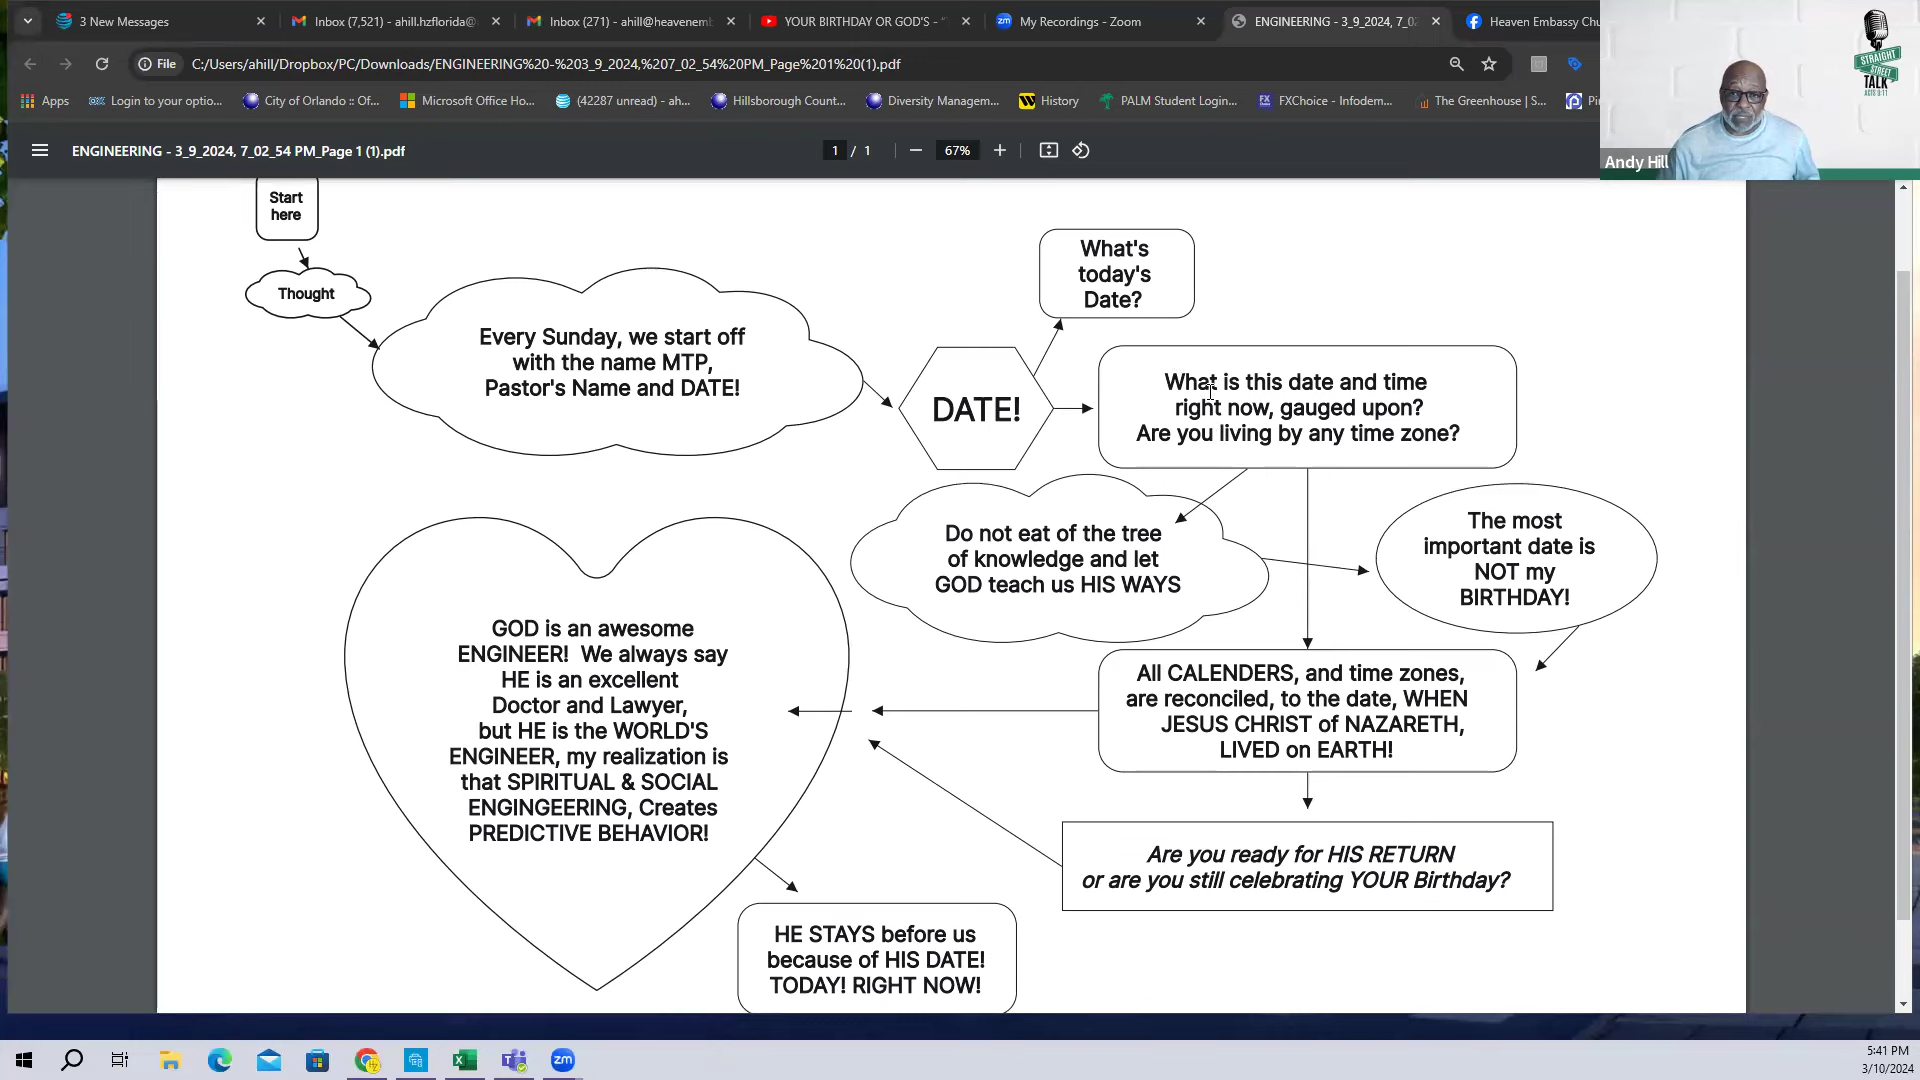 3 New Messages
Inbox (7,521) - ahill.hzflorida@
Inbox (271) - ahill@heavenemb
YOUR BIRTHDAY OR GOD'S - "
My Recordings - Zoom
ENGINEERING - 3_9_2024, 7_02
Heaven Embassy Chu
File
C:/Users/ahill/Dropbox/PC/Downloads/ENGINEERING%20-%203_9_2024,%207_02_54%20PM_Page%201%20(1).pdf
Apps
Login to your optio...
City of Orlando :: Of...
Microsoft Office Ho...
(42287 unread) - ah...
Hillsborough Count...
Diversity Managem...
History
PALM Student Login...
FXChoice - Infodem...
The Greenhouse | S...
Pi
STRAIGHT
STREET
TALK
ACTS 9:11
Andy Hill
ENGINEERING - 3_9_2024, 7_02_54 PM_Page 1 (1).pdf
1 / 1
67%
Start
here
Thought
Every Sunday, we start off
with the name MTP,
Pastor's Name and DATE!
DATE!
What's
today's
Date?
What is this date and time
right now, gauged upon?
Are you living by any time zone?
Do not eat of the tree
of knowledge and let
GOD teach us HIS WAYS
The most
important date is
NOT my
BIRTHDAY!
All CALENDERS, and time zones,
are reconciled, to the date, WHEN
JESUS CHRIST of NAZARETH,
LIVED on EARTH!
GOD is an awesome
ENGINEER!  We always say
HE is an excellent
Doctor and Lawyer,
but HE is the WORLD'S
ENGINEER, my realization is
that SPIRITUAL & SOCIAL
ENGINGEERING, Creates
PREDICTIVE BEHAVIOR!
Are you ready for HIS RETURN
or are you still celebrating YOUR Birthday?
HE STAYS before us
because of HIS DATE!
TODAY! RIGHT NOW!
5:41 PM
3/10/2024